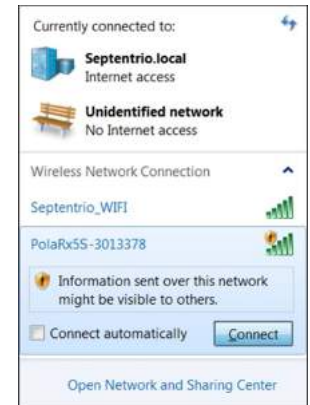 Currently connected to:
Septentrio.local
Internet access
Unidentified network
No Internet access
Wireless Network Connection
Septentrio_WIFI
PolaRx5S-3013378
Information sent over this network
might be visible to others.
Connect automatically
Connect
Open Network and Sharing Center